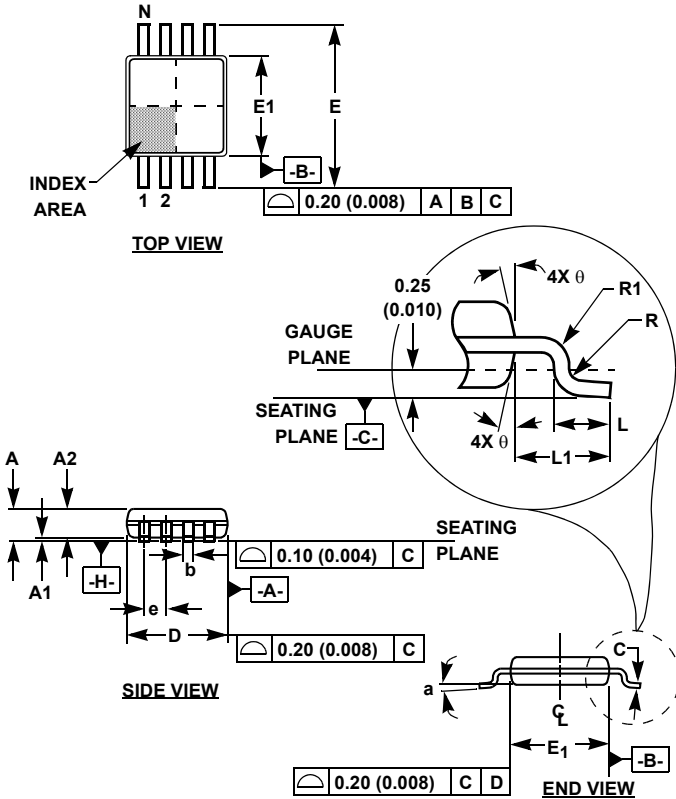 N
E1
E
-B-
INDEX
AREA
1 2
⌓ 0.20 (0.008) A B C
TOP VIEW
0.25
(0.010)
4X θ
R1
R
GAUGE
PLANE
SEATING
PLANE -C-
4X θ
L
L1
A A2
SEATING
PLANE
A1
-H-
b
⌓ 0.10 (0.004) C
-A-
e
D
⌓ 0.20 (0.008) C
SIDE VIEW
C
a
CL
E1
-B-
⌓ 0.20 (0.008) C D
END VIEW